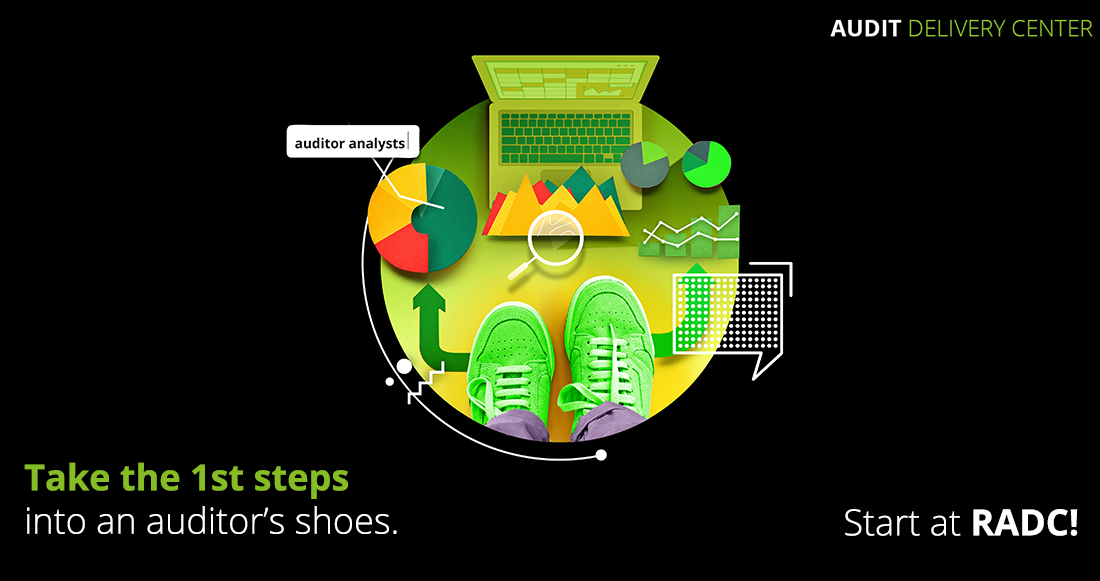 AUDIT DELIVERY CENTER
auditor analysts
Take the 1st steps
into an auditor’s shoes.
Start at RADC!